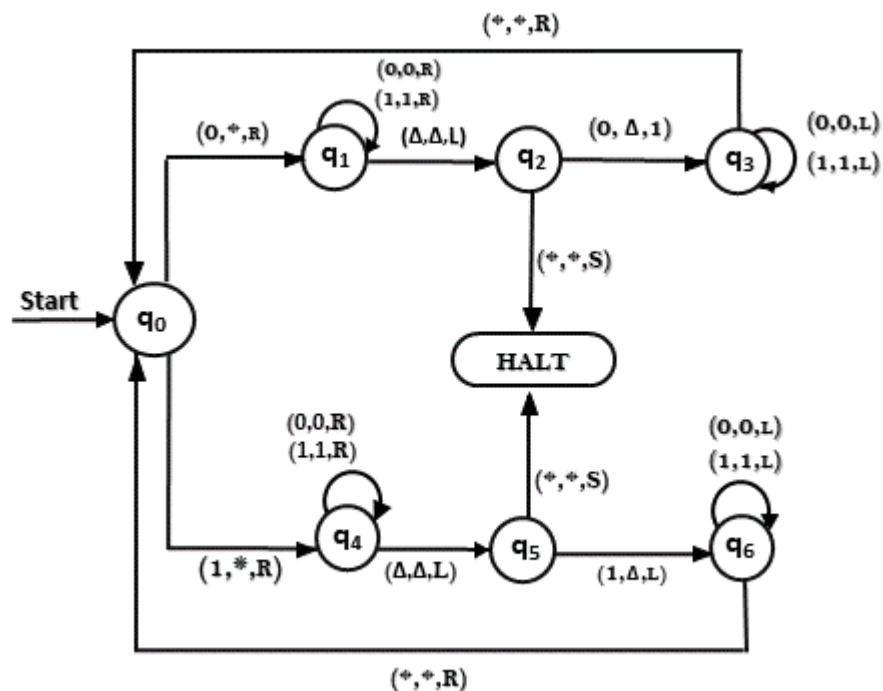 (*,*,R)
(0,0,R)
(1,1,R)
(0,*,R)
q1
(Δ,Δ,L)
q2
(0, Δ,1)
q3
(0,0,L)
(1,1,L)
(*,*,S)
Start
q0
HALT
(0,0,R)
(1,1,R)
(*,*,S)
(0,0,L)
(1,1,L)
q4
q5
q6
(1,*,R)
(Δ,Δ,L)
(1,Δ,L)
(*,*,R)